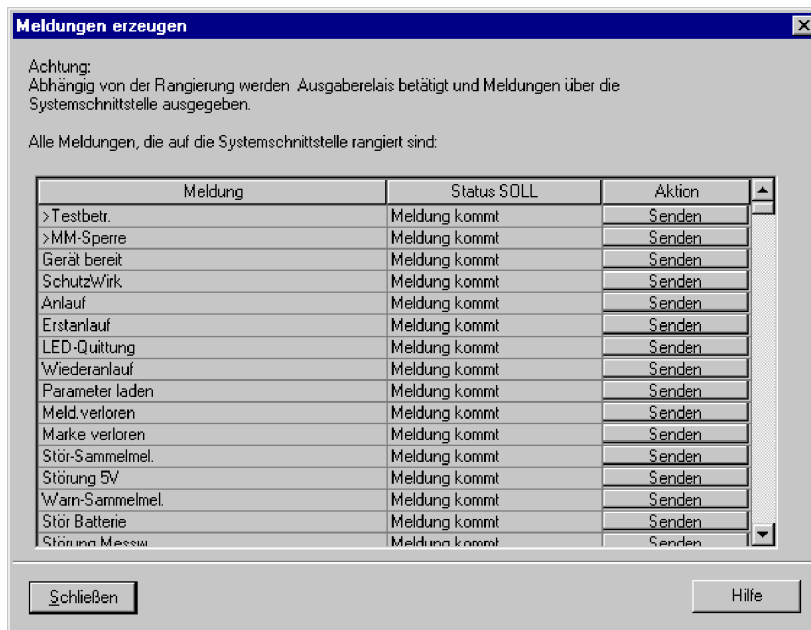 Meldungen erzeugen
Achtung:
Abhängig von der Rangierung werden Ausgaberelais betätigt und Meldungen über die
Systemschnittstelle ausgegeben.
Alle Meldungen, die auf die Systemschnittstelle rangiert sind:
Meldung Status SOLL Aktion
>Testbetr. Meldung kommt Senden
>MM-Sperre Meldung kommt Senden
Gerät bereit Meldung kommt Senden
SchutzWirk Meldung kommt Senden
Anlauf Meldung kommt Senden
Erstanlauf Meldung kommt Senden
LED-Quittung Meldung kommt Senden
Wiederanlauf Meldung kommt Senden
Parameter laden Meldung kommt Senden
Meld.verloren Meldung kommt Senden
Marke verloren Meldung kommt Senden
Stör-Sammelmel. Meldung kommt Senden
Störung 5V Meldung kommt Senden
Warn-Sammelmel. Meldung kommt Senden
Stör Batterie Meldung kommt Senden
Störung Messw. Meldung kommt Senden
Schließen Hilfe